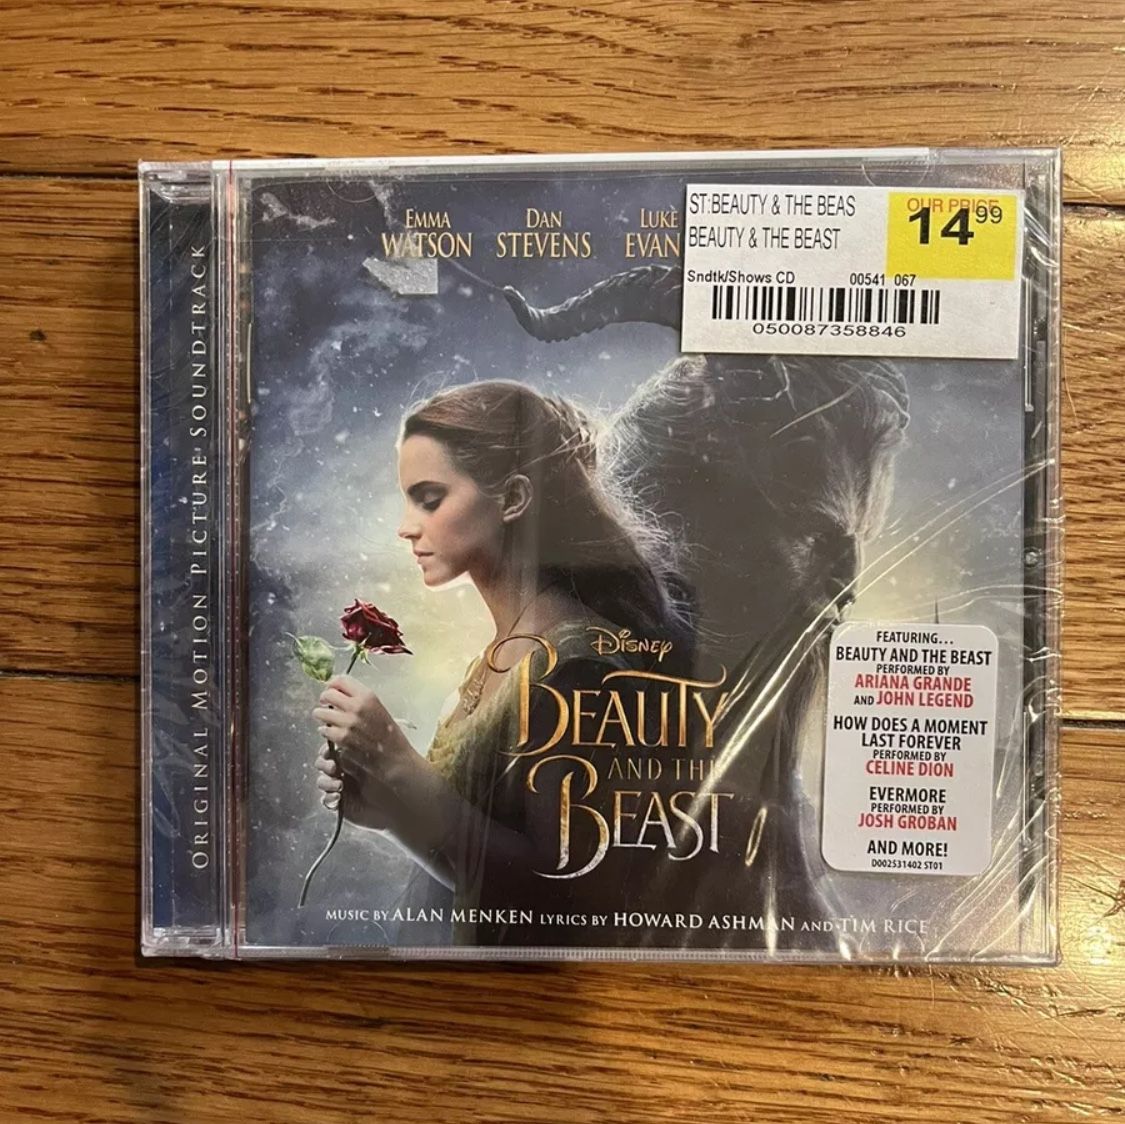 ORIGINAL MOTION PICTURE SOUNDTRACK
EMMA
WATSON
DAN
STEVENS
LUKE
EVAN
ST:BEAUTY & THE BEAS
BEAUTY & THE BEAST
OUR PRICE
14 99
Sndtk/Shows CD 00541 067
050087358846
Disney
BEAUTY
AND THE
BEAST
FEATURING...
BEAUTY AND THE BEAST
PERFORMED BY
ARIANA GRANDE
AND JOHN LEGEND
HOW DOES A MOMENT
LAST FOREVER
PERFORMED BY
CELINE DION
EVERMORE
PERFORMED BY
JOSH GROBAN
AND MORE!
D002531402 ST01
MUSIC BY ALAN MENKEN LYRICS BY HOWARD ASHMAN AND TIM RICE